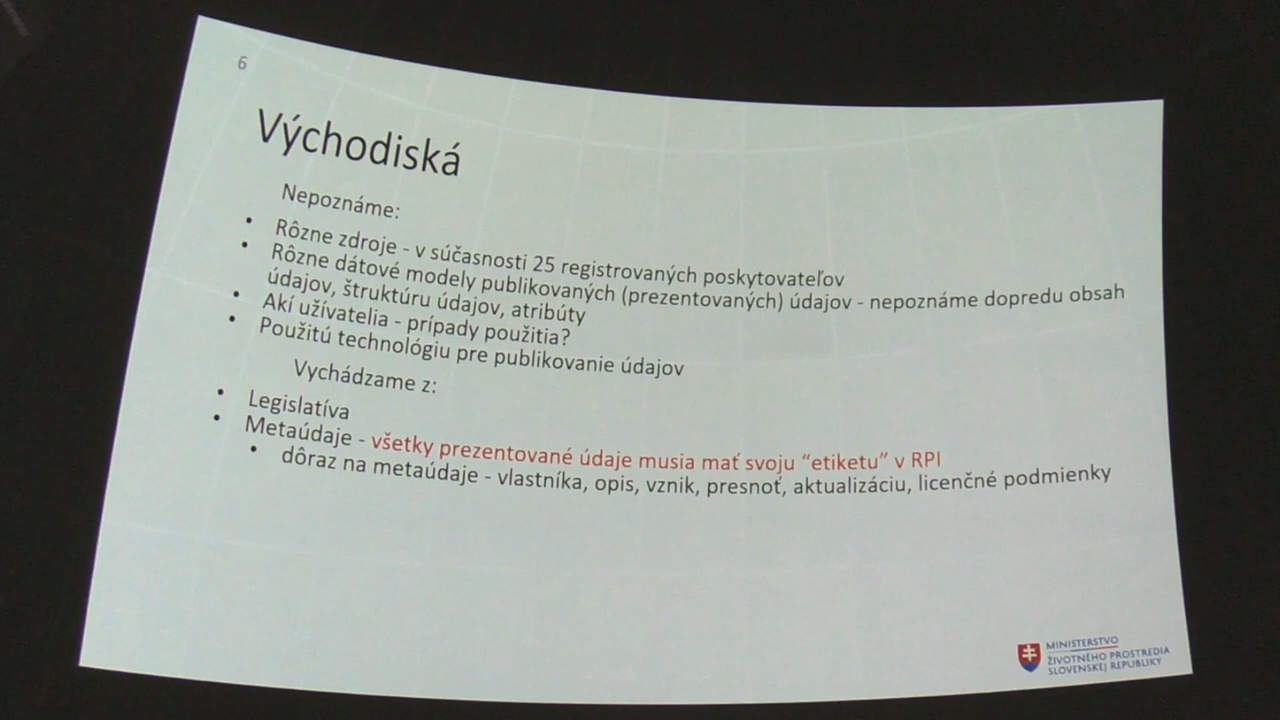 6
Východiská
Nepoznáme:
• Rôzne zdroje - v súčasnosti 25 registrovaných poskytovateľov
• Rôzne dátové modely publikovaných (prezentovaných) údajov - nepoznáme dopredu obsah
údajov, štruktúru údajov, atribúty
• Akí užívatelia - prípady použitia?
• Použitú technológiu pre publikovanie údajov
Vychádzame z:
• Legislatíva
• Metaúdaje - všetky prezentované údaje musia mať svoju “etiketu” v RPI
• dôraz na metaúdaje - vlastníka, opis, vznik, presnoť, aktualizáciu, licenčné podmienky
MINISTERSTVO
ŽIVOTNÉHO PROSTREDIA
SLOVENSKEJ REPUBLIKY